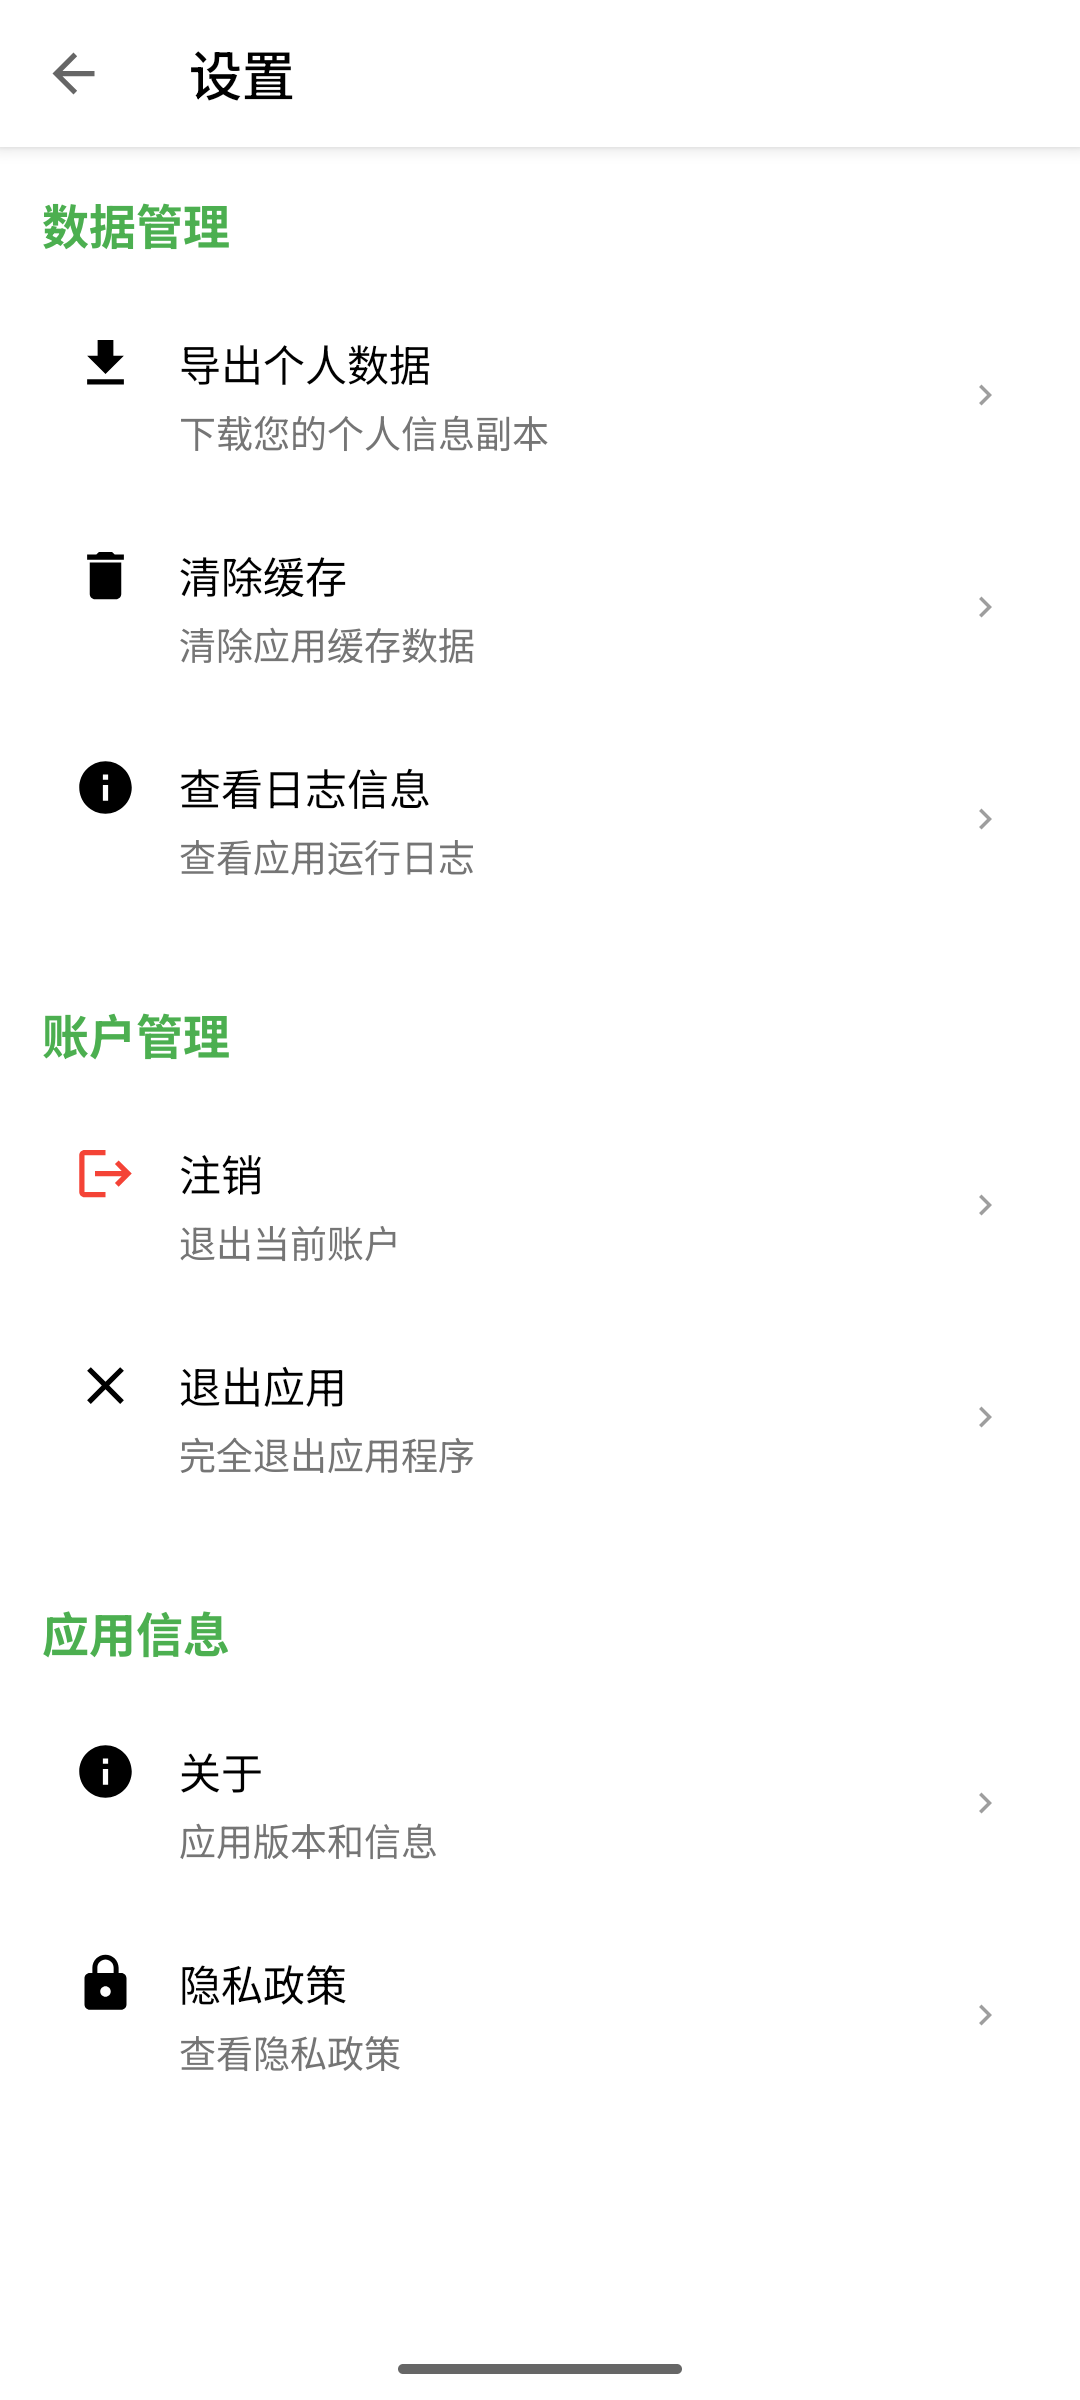 设置
数据管理
导出个人数据
下载您的个人信息副本
清除缓存
清除应用缓存数据
查看日志信息
查看应用运行日志
账户管理
注销
退出当前账户
退出应用
完全退出应用程序
应用信息
关于
应用版本和信息
隐私政策
查看隐私政策